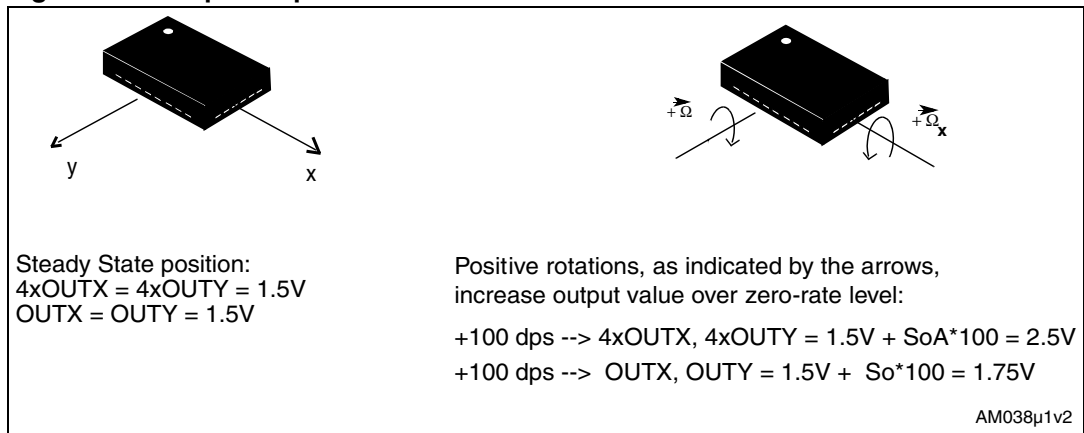 y
x
+ Ω
+ Ωx
Steady State position:
4xOUTX = 4xOUTY = 1.5V
OUTX = OUTY = 1.5V
Positive rotations, as indicated by the arrows,
increase output value over zero-rate level:
+100 dps --> 4xOUTX, 4xOUTY = 1.5V + SoA*100 = 2.5V
+100 dps --> OUTX, OUTY = 1.5V + So*100 = 1.75V
AM038µ1v2